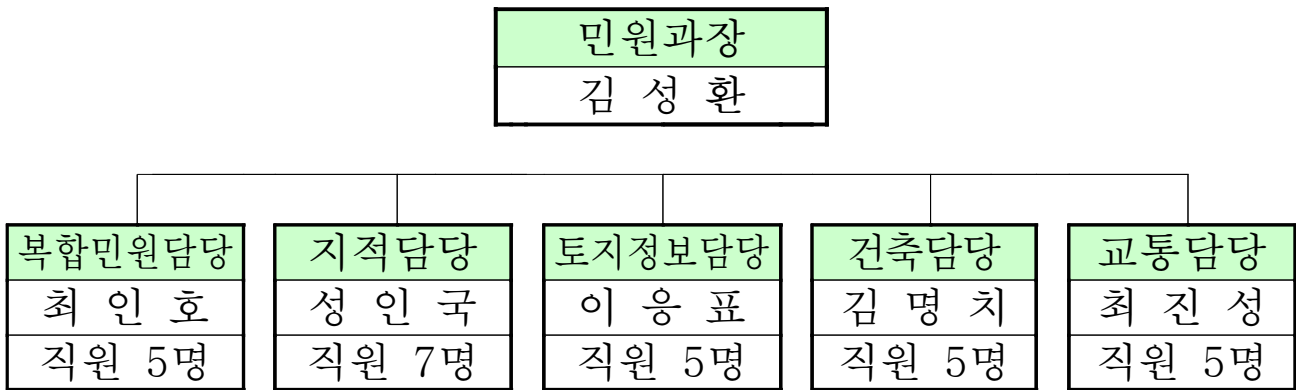 민원과장
김 성 환
복합민원담당 지적담당 토지정보담당 건축담당 교통담당
최 인 호 성 인 국 이 응 표 김 명 치 최 진 성
직원 5명 직원 7명 직원 5명 직원 5명 직원 5명